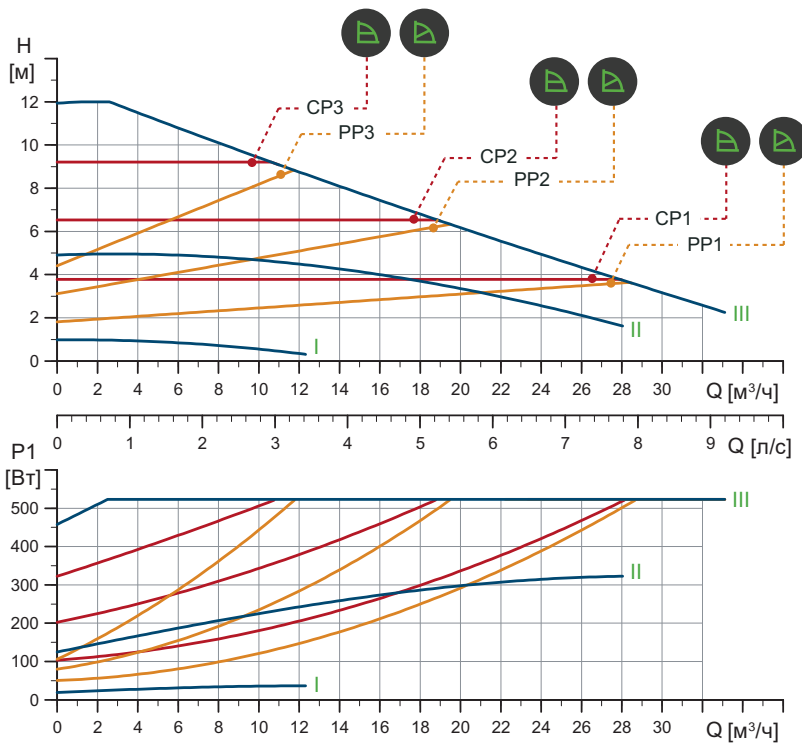 H
[м]
12
10
8
6
4
2
0
CP3
PP3
CP2
PP2
CP1
PP1
I
II
III
0 2 4 6 8 10 12 14 16 18 20 22 24 26 28 30 Q [м³/ч]
0 1 2 3 4 5 6 7 8 9 Q [л/с]
P1
[Вт]
500
400
300
200
100
0
III
II
I
0 2 4 6 8 10 12 14 16 18 20 22 24 26 28 30 Q [м³/ч]